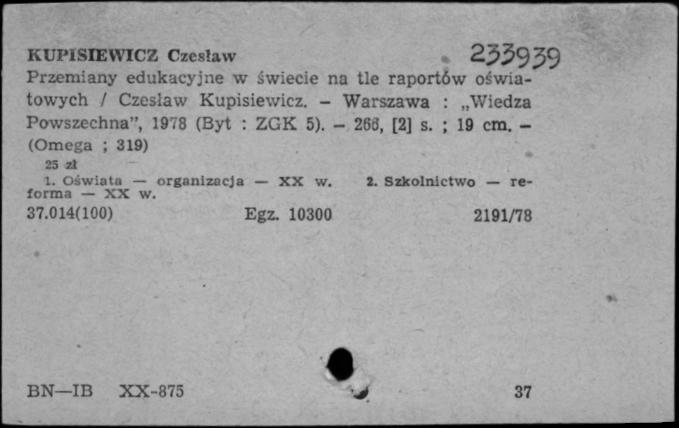 KUPISIEWICZ Czesław 233939
Przemiany edukacyjne w świecie na tle raportów oświa-
towych / Czesław Kupisiewicz. – Warszawa : „Wiedza
Powszechna”, 1978 (Byt : ZGK 5). – 266, [2] s. ; 19 cm. –
(Omega ; 319)
25 zł
1. Oświata — organizacja — XX w. 2. Szkolnictwo — re-
forma — XX w.
37.014(100) Egz. 10300 2191/78
BN—IB XX-875 37